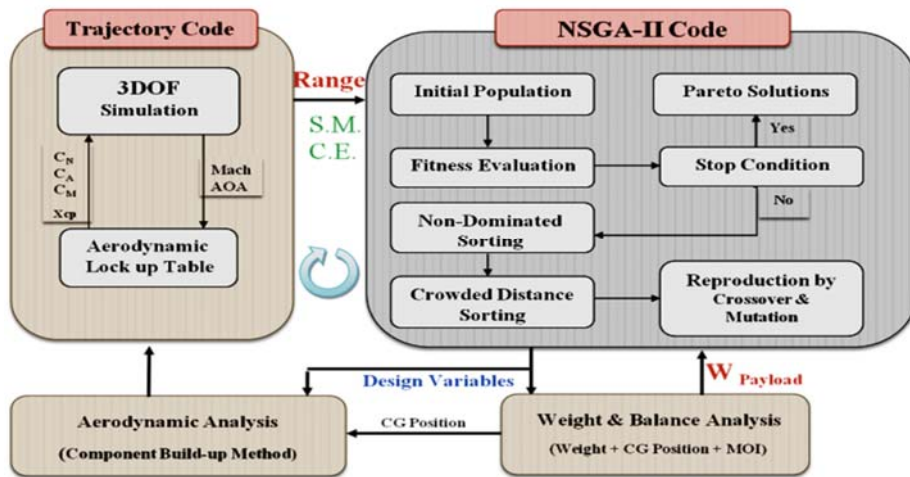 Trajectory Code
3DOF
Simulation
C_N
C_A
C_M
Xcp
Mach
AOA
Aerodynamic
Lock up Table
Range
S.M.
C.E.
NSGA-II Code
Initial Population
Pareto Solutions
Yes
Fitness Evaluation
Stop Condition
No
Non-Dominated
Sorting
Crowded Distance
Sorting
Reproduction by
Crossover &
Mutation
Design Variables
W Payload
Aerodynamic Analysis
(Component Build-up Method)
CG Position
Weight & Balance Analysis
(Weight + CG Position + MOI)